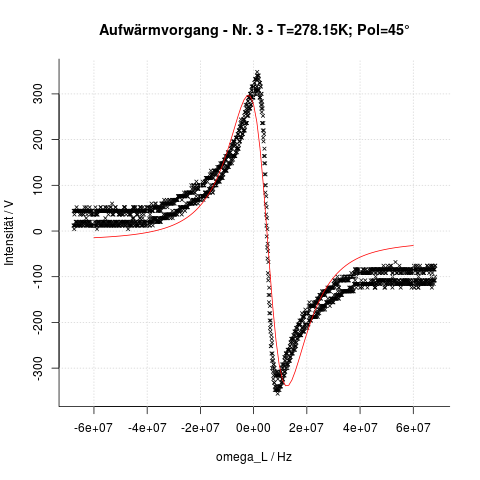 Aufwärmvorgang - Nr. 3 - T=278.15K; Pol=45°
Intensität / V
300
200
100
0
-100
-200
-300
-6e+07 -4e+07 -2e+07 0e+00 2e+07 4e+07 6e+07
omega_L / Hz